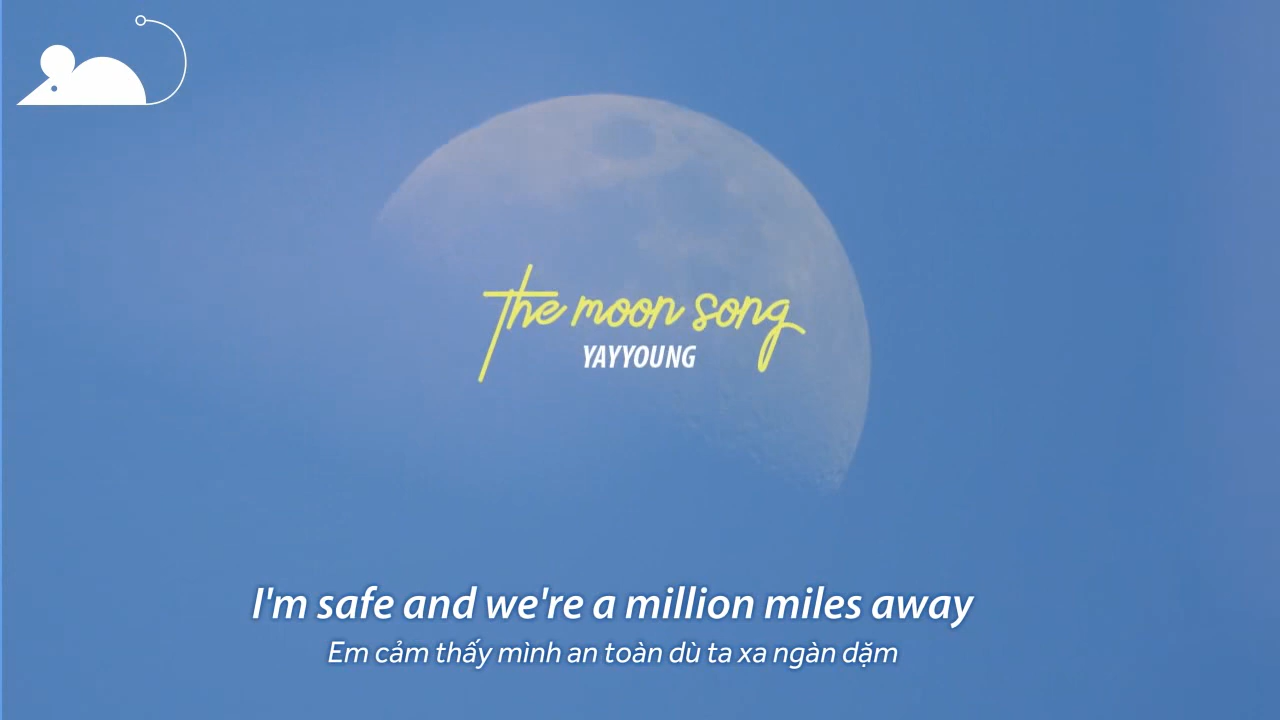 the moon song
YAYYOUNG
I'm safe and we're a million miles away
Em cảm thấy mình an toàn dù ta xa ngàn dặm